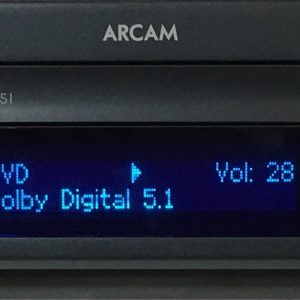 ARCAM
51
VD Vol: 28
olby Digital 5.1